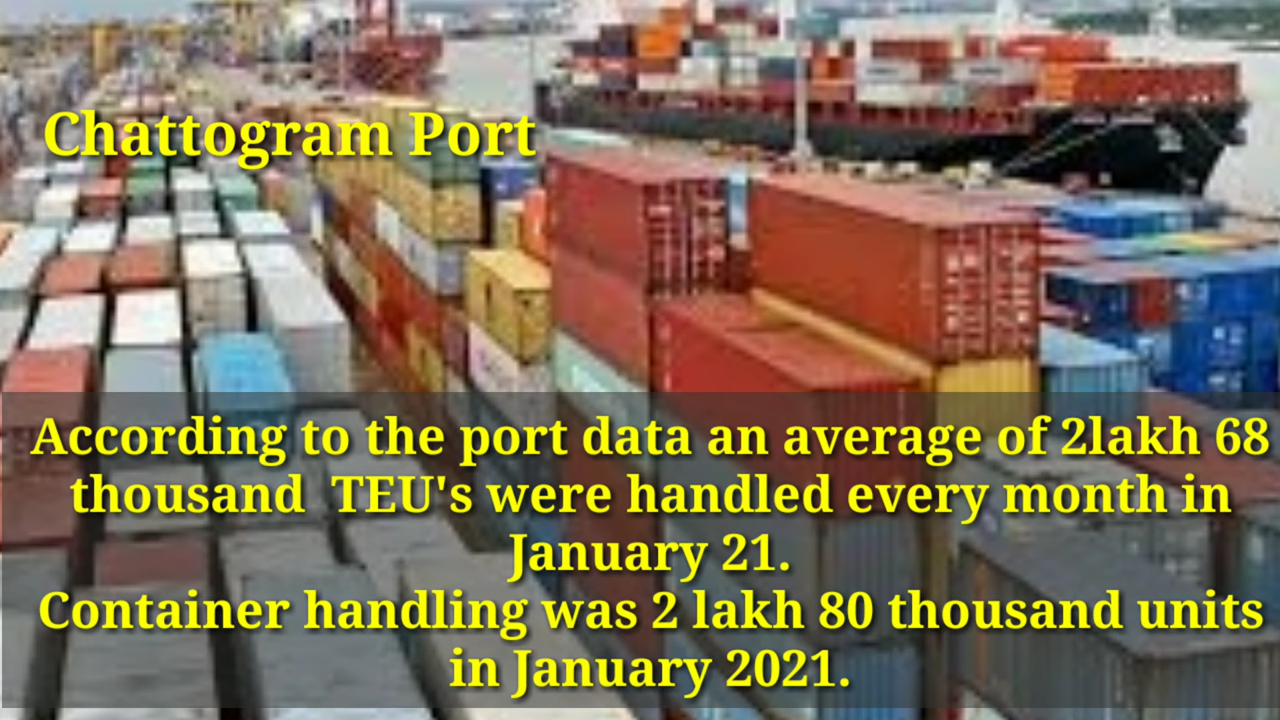 Chattogram Port
According to the port data an average of 2lakh 68
thousand  TEU's were handled every month in
January 21.
Container handling was 2 lakh 80 thousand units
in January 2021.